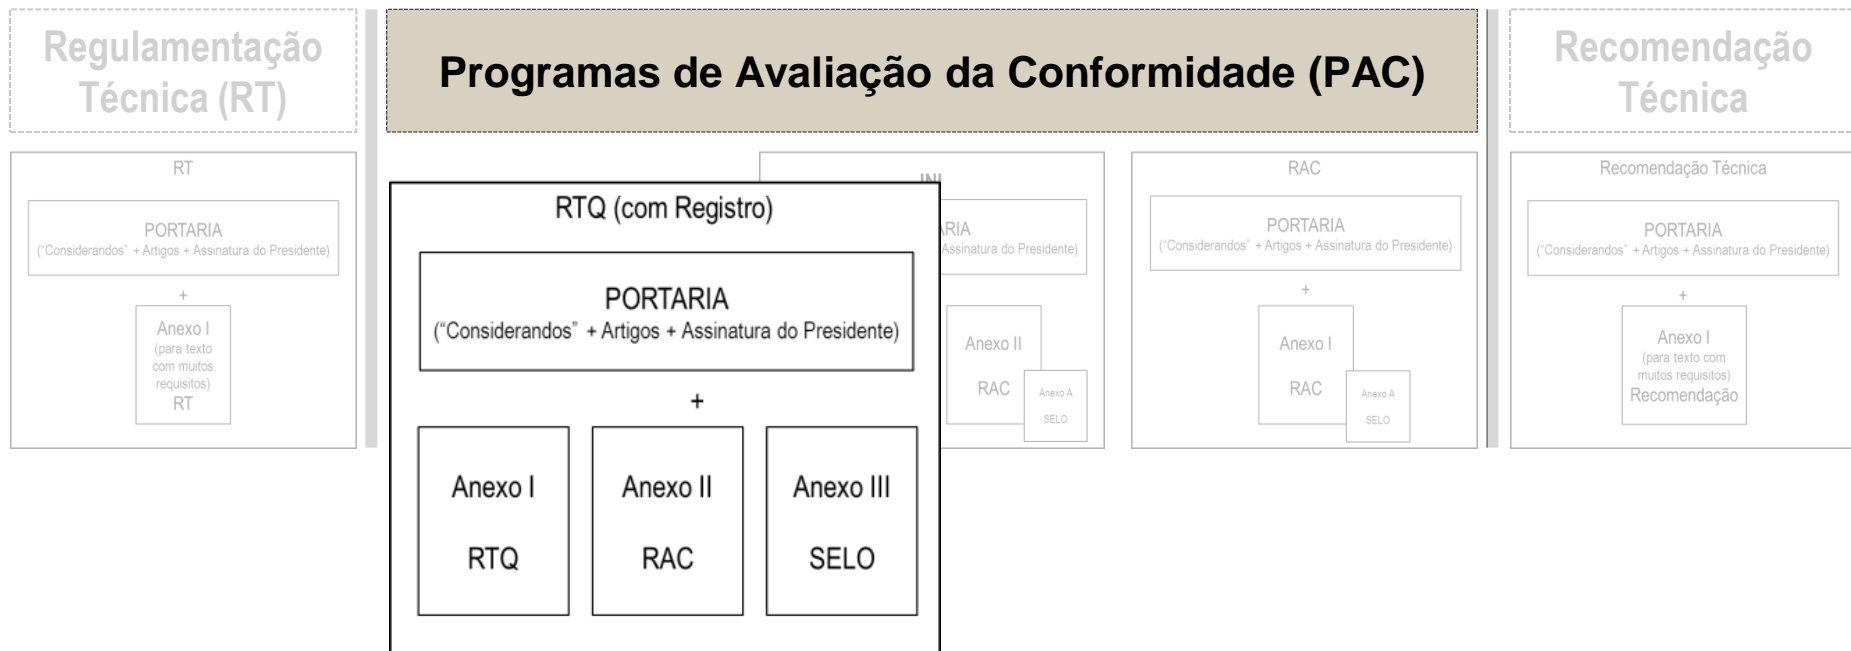 Regulamentação
Técnica (RT)
Programas de Avaliação da Conformidade (PAC)
Recomendação
Técnica
RT
PORTARIA
("Considerandos" + Artigos + Assinatura do Presidente)
+
Anexo I
(para texto
com muitos
requisitos)
RT
RTQ (com Registro)
PORTARIA
("Considerandos" + Artigos + Assinatura do Presidente)
+
Anexo I
RTQ
Anexo II
RAC
Anexo III
SELO
Assinatura do Presidente)
Anexo II
RAC
Anexo A
SELO
RAC
PORTARIA
("Considerandos" + Artigos + Assinatura do Presidente)
+
Anexo I
RAC
Anexo A
SELO
Recomendação Técnica
PORTARIA
("Considerandos" + Artigos + Assinatura do Presidente)
+
Anexo I
(para texto com
muitos requisitos)
Recomendação